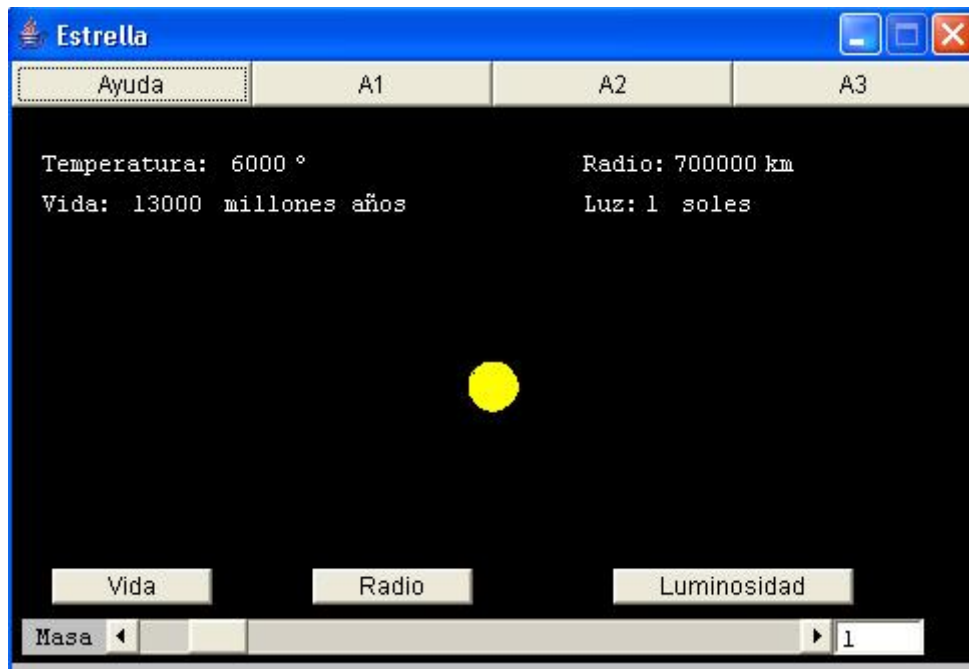 Estrella
Ayuda A1 A2 A3
Temperatura: 6000 º Radio: 700000 km
Vida: 13000 millones años Luz: 1 soles
Vida Radio Luminosidad
Masa 1